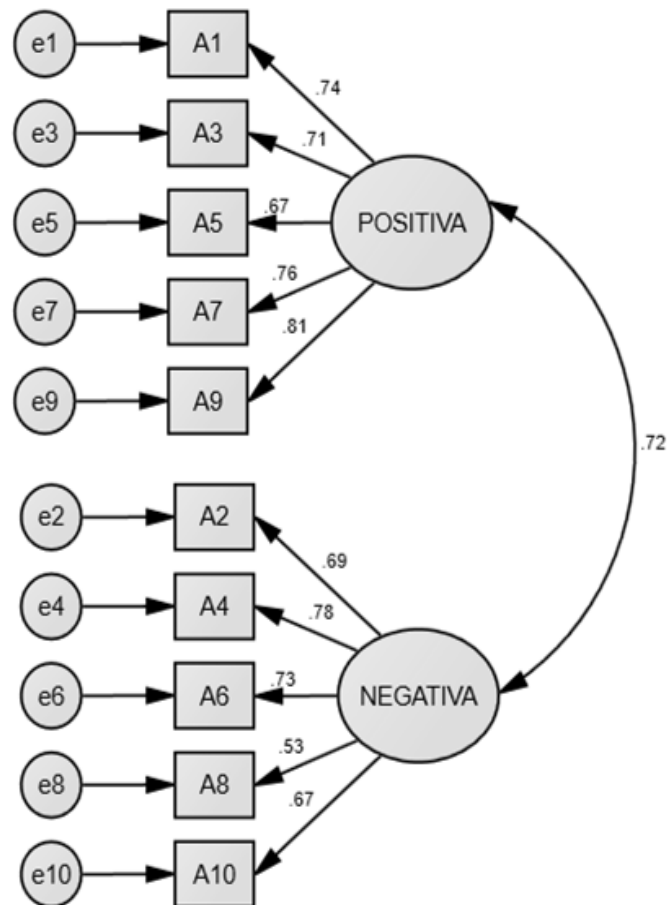 e1 A1
.74
e3 A3
.71
e5 A5 .67 POSITIVA
e7 A7 .76
.81
e9 A9
.72
e2 A2
.69
e4 A4 .78
e6 A6 .73 NEGATIVA
.53
e8 A8
.67
e10 A10